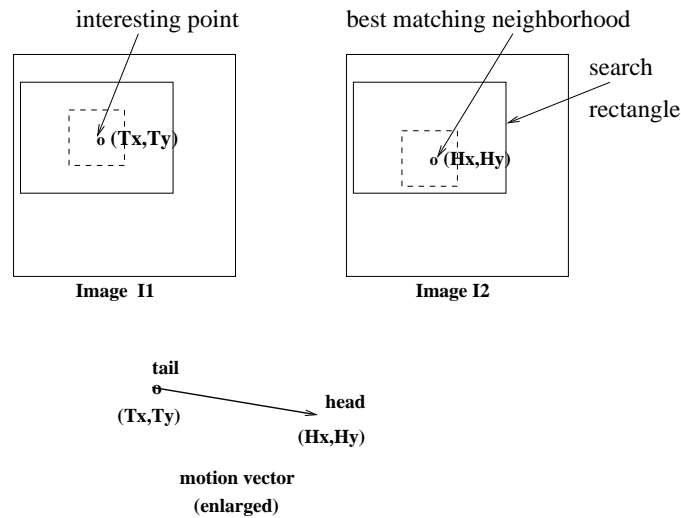 interesting point
best matching neighborhood
search
rectangle
o (Tx,Ty)
o (Hx,Hy)
Image I1
Image I2
tail
o
(Tx,Ty)
head
(Hx,Hy)
motion vector
(enlarged)